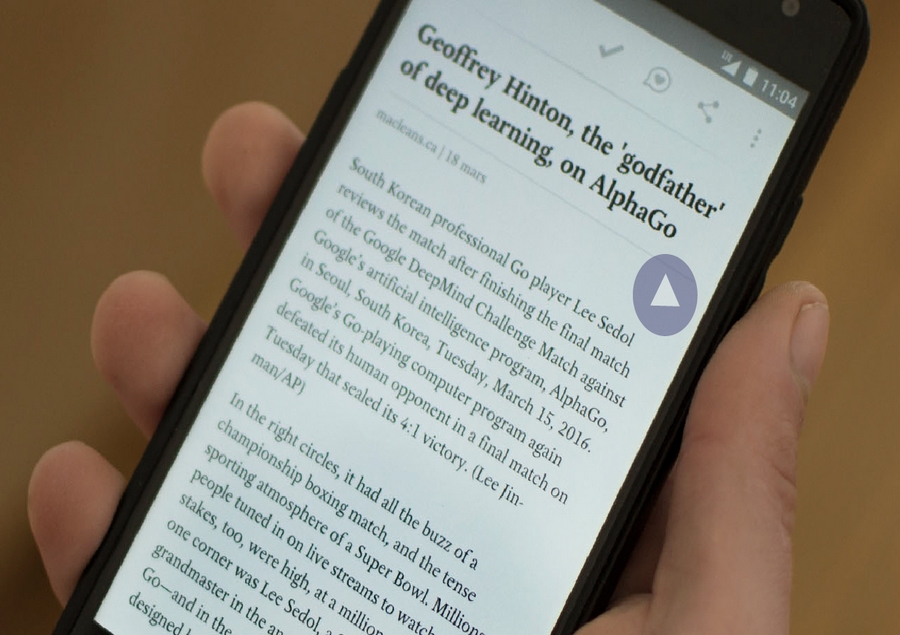 11:04
Geoffrey Hinton, the 'godfather'
of deep learning, on AlphaGo
macleans.ca | 18 mars
South Korean professional Go player Lee Sedol
reviews the match after finishing the final match
of the Google DeepMind Challenge Match against
Google's artificial intelligence program, AlphaGo,
in Seoul, South Korea, Tuesday, March 15, 2016.
Google's Go-playing computer program again
defeated its human opponent in a final match on
Tuesday that sealed its 4:1 victory. (Lee Jin-
man/AP)
In the right circles, it had all the buzz of a
championship boxing match, and the tense
sporting atmosphere of a Super Bowl. Millions
people tuned in on live streams to watch
stakes, too, were high, at a million
one corner was Lee Sedol, a
grandmaster in the
Go—and in the
designed